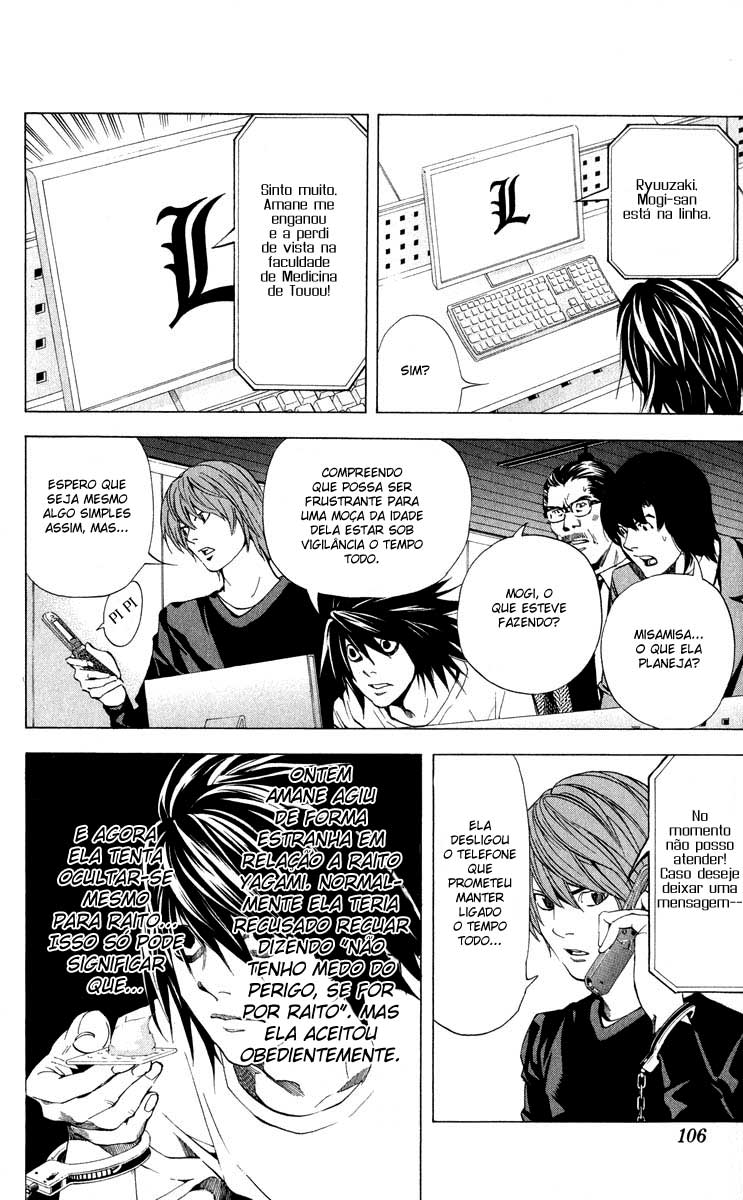 Ryuuzaki.
Mogi-san
está na linha.
L
SIM?
Sinto muito.
Amane me
enganou
e a perdi
de vista na
faculdade
de Medicina
de Touou!
L
MISAMISA...
O QUE ELA
PLANEJA?
MOGI, O
QUE ESTEVE
FAZENDO?
COMPREENDO
QUE POSSA SER
FRUSTRANTE PARA
UMA MOÇA DA IDADE
DELA ESTAR SOB
VIGILÂNCIA O TEMPO
TODO.
ESPERO QUE
SEJA MESMO
ALGO SIMPLES
ASSIM, MAS...
PI PI
No
momento
não posso
atender!
Caso deseje
deixar uma
mensagem--
ELA
DESLIGOU
O TELEFONE
QUE
PROMETEU
MANTER
LIGADO
O TEMPO
TODO...
ONTEM
AMANE AGIU
DE FORMA
ESTRANHA EM
RELAÇÃO A RAITO
YAGAMI. NORMAL-
MENTE ELA TERIA
RECUSADO RECUAR
DIZENDO "NÃO
TENHO MEDO DO
PERIGO, SE FOR
POR RAITO". MAS
ELA ACEITOU
OBEDIENTEMENTE.
E AGORA
ELA TENTA
OCULTAR-SE
MESMO
PARA RAITO...
ISSO SÓ PODE
SIGNIFICAR
QUE...
106